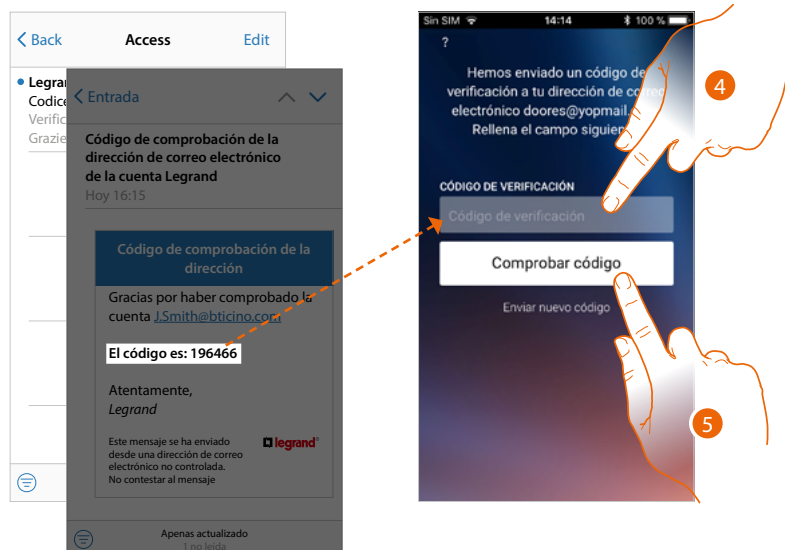 Back
Access
Edit
Legra
Codice
Verific
Grazie
Entrada
Código de comprobación de la
dirección de correo electrónico
de la cuenta Legrand
Hoy 16:15
Código de comprobación de la
dirección
Gracias por haber comprobado la
cuenta J.Smith@bticino.com
El código es: 196466
Atentamente,
Legrand
Este mensaje se ha enviado
desde una dirección de correo
electrónico no controlada.
No contestar al mensaje
legrand®
Apenas actualizado
1 no leida
Sin SIM
14:14
100 %
?
Hemos enviado un código de
verificación a tu dirección de correo
electrónico doores@yopmail.
Rellena el campo siguien
CÓDIGO DE VERIFICACIÓN
Código de verificación
Comprobar código
Enviar nuevo código
4
5